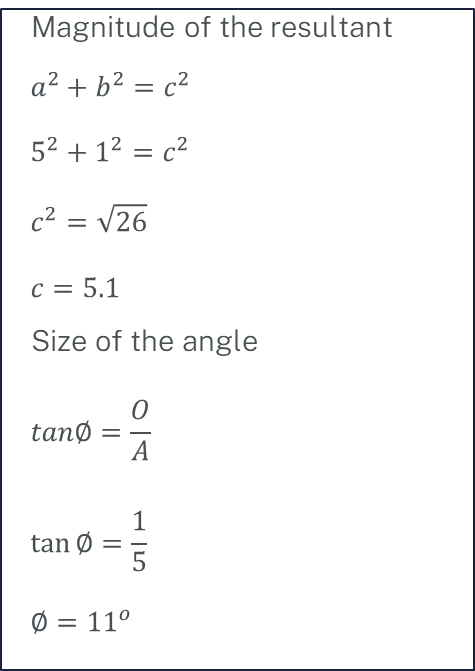 Magnitude of the resultant
a² + b² = c²
5² + 1² = c²
c² = √26
c = 5.1
Size of the angle
tan∅ = O/A
tan ∅ = 1/5
∅ = 11º